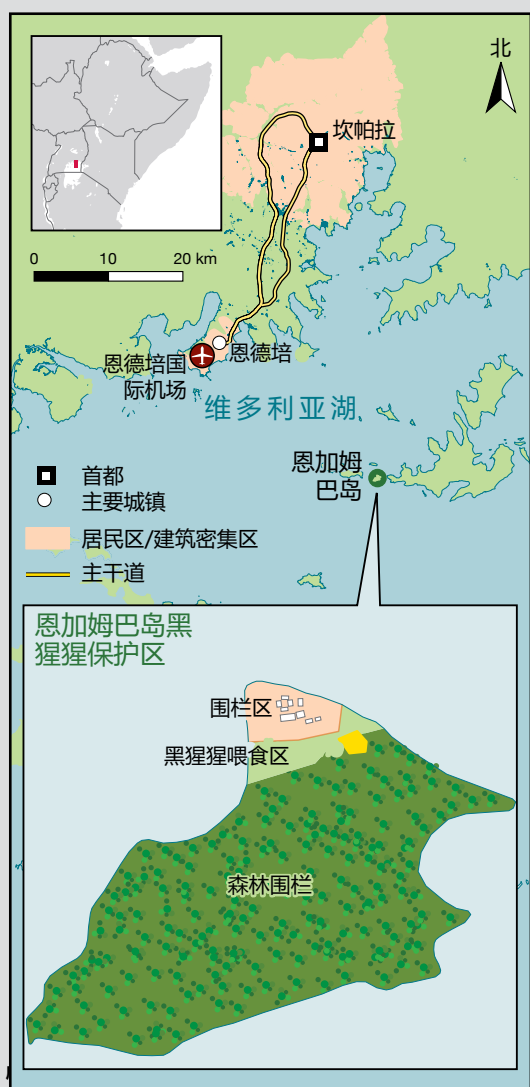 北
坎帕拉
0 10 20 km
恩德培
恩德培国
际机场
维多利亚湖
恩加姆
巴岛
首都
主要城镇
居民区/建筑密集区
主干道
恩加姆巴岛黑
猩猩保护区
围栏区
黑猩猩喂食区
森林围栏